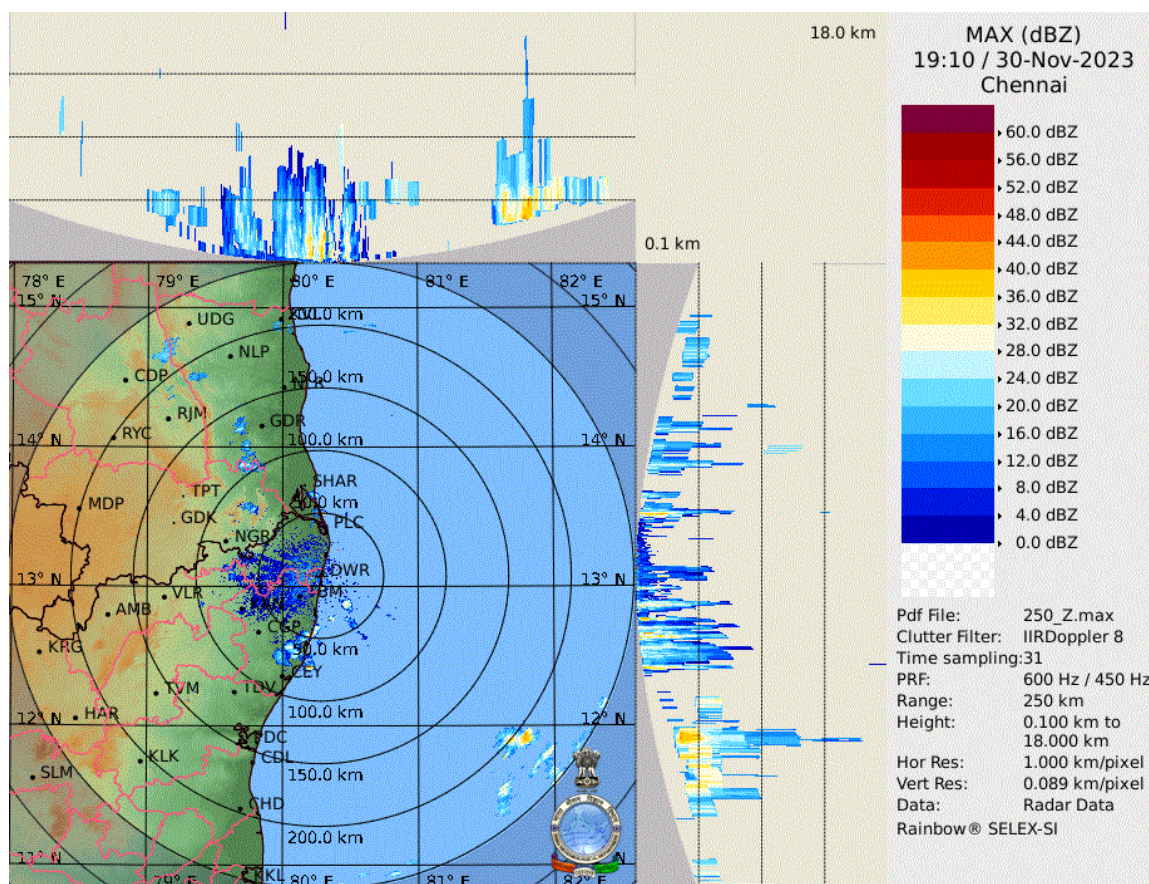 18.0 km
0.1 km
MAX (dBZ)
19:10 / 30-Nov-2023
Chennai
60.0 dBZ
56.0 dBZ
52.0 dBZ
48.0 dBZ
44.0 dBZ
40.0 dBZ
36.0 dBZ
32.0 dBZ
28.0 dBZ
24.0 dBZ
20.0 dBZ
16.0 dBZ
12.0 dBZ
8.0 dBZ
4.0 dBZ
0.0 dBZ
Pdf File: 250_Z.max
Clutter Filter: IIRDoppler 8
Time sampling:31
PRF: 600 Hz / 450 Hz
Range: 250 km
Height: 0.100 km to
18.000 km
Hor Res: 1.000 km/pixel
Vert Res: 0.089 km/pixel
Data: Radar Data
Rainbow® SELEX-SI
78° E 79° E 80° E 81° E 82° E
15° N 15° N
UDG
NLP
150.0 km
CDP
RJM
GDR
RYC
100.0 km
14° N 14° N
SHAR
TPT
MDP
PLC
GDK
NGR
DWR
13° N 13° N
VLR
AMB
CGP
KRG
50.0 km
CEY
TVM
TDV
HAR
100.0 km
12° N 12° N
PDC
KLK
CDL
SLM
150.0 km
CHD
200.0 km
11° N 11° N
KKL
79° E 80° E 81° E 82° E